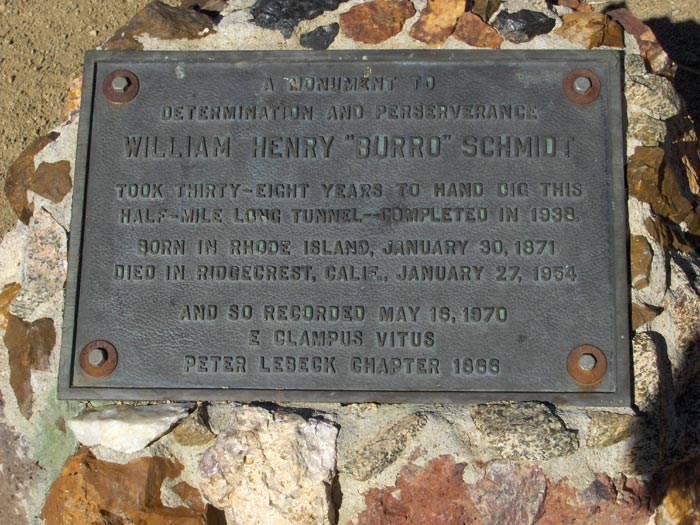 A MONUMENT TO
DETERMINATION AND PERSERVERANCE
WILLIAM HENRY "BURRO" SCHMIDT
TOOK THIRTY-EIGHT YEARS TO HAND DIG THIS
HALF-MILE LONG TUNNEL--COMPLETED IN 1938.
BORN IN RHODE ISLAND, JANUARY 30, 1871
DIED IN RIDGECREST, CALIF., JANUARY 27, 1954
AND SO RECORDED MAY 16, 1970
E CLAMPUS VITUS
PETER LEBECK CHAPTER 1866